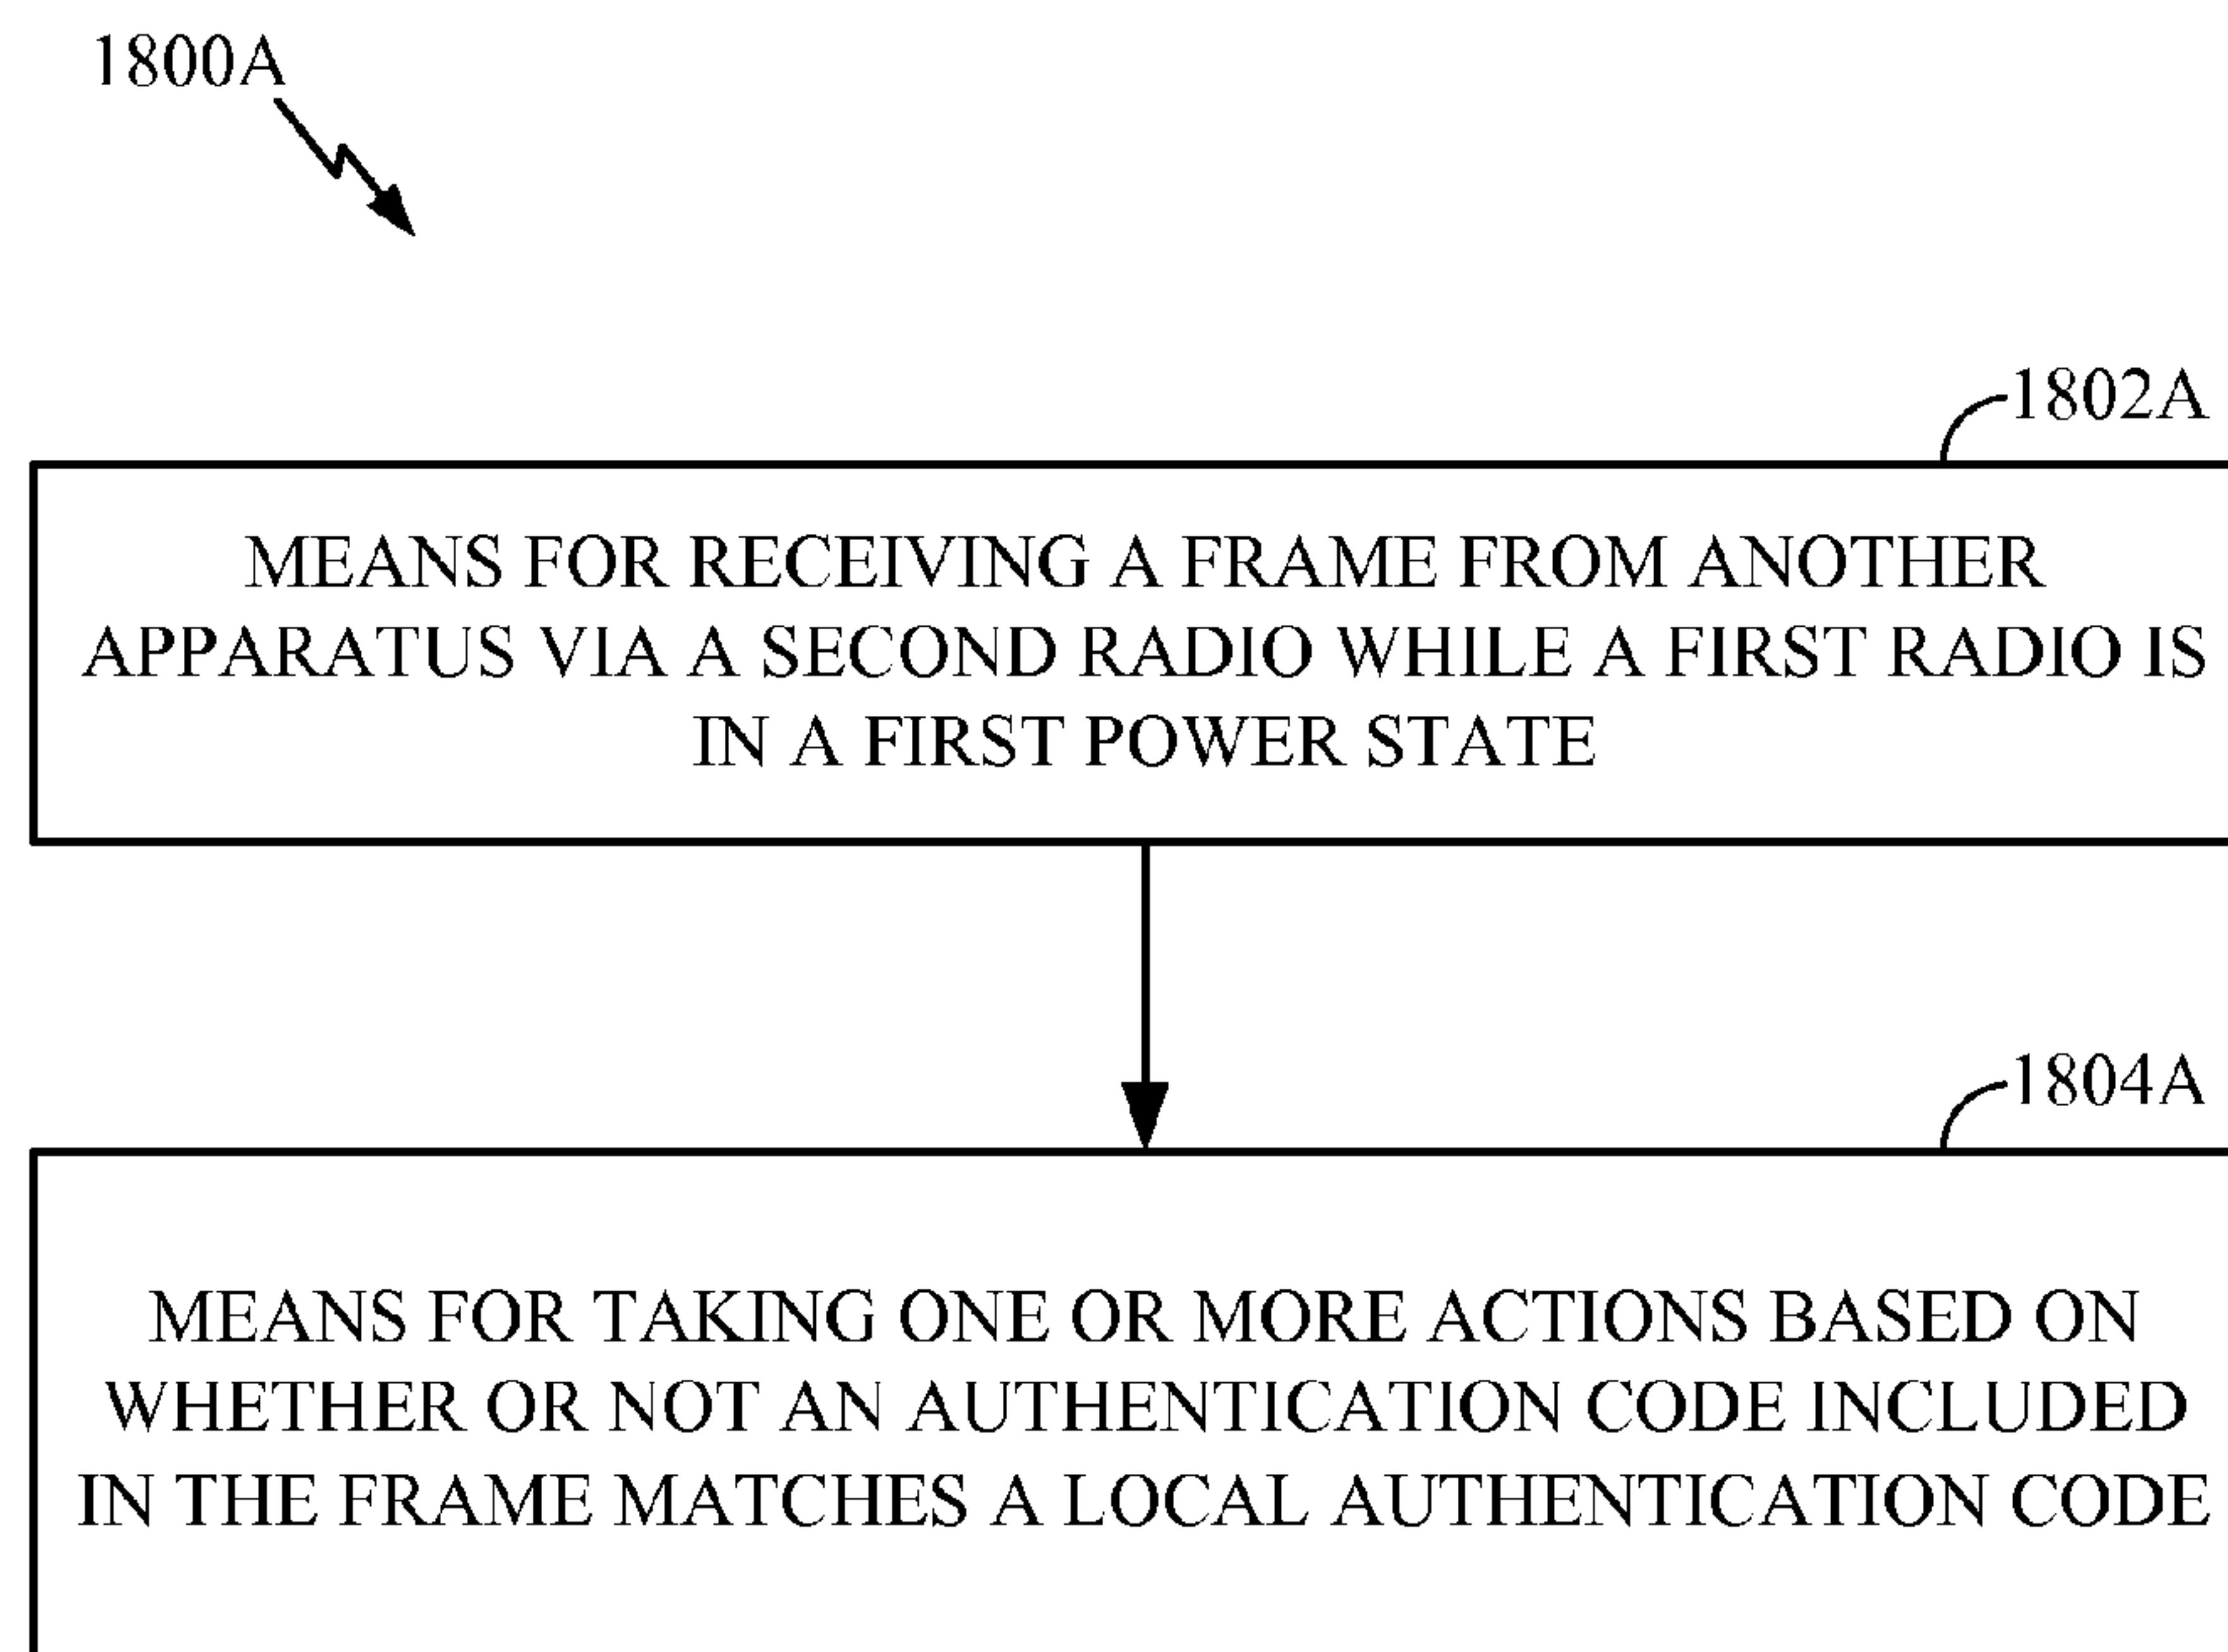 1800A
1802A
MEANS FOR RECEIVING A FRAME FROM ANOTHER
APPARATUS VIA A SECOND RADIO WHILE A FIRST RADIO IS
IN A FIRST POWER STATE
1804A
MEANS FOR TAKING ONE OR MORE ACTIONS BASED ON
WHETHER OR NOT AN AUTHENTICATION CODE INCLUDED
IN THE FRAME MATCHES A LOCAL AUTHENTICATION CODE